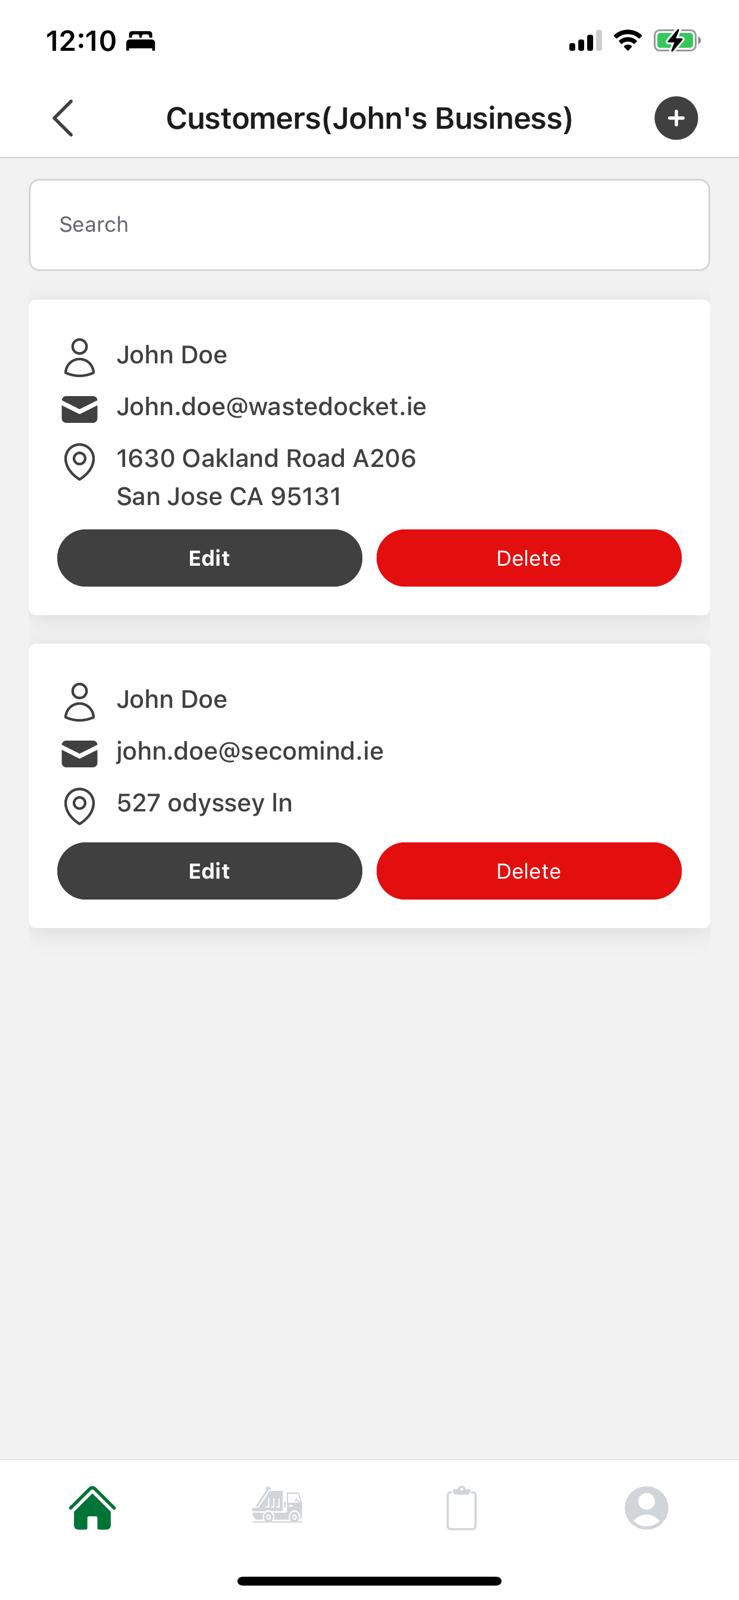 12:10
Customers(John's Business)
Search
John Doe
John.doe@wastedocket.ie
1630 Oakland Road A206
San Jose CA 95131
Edit
Delete
John Doe
john.doe@secomind.ie
527 odyssey ln
Edit
Delete